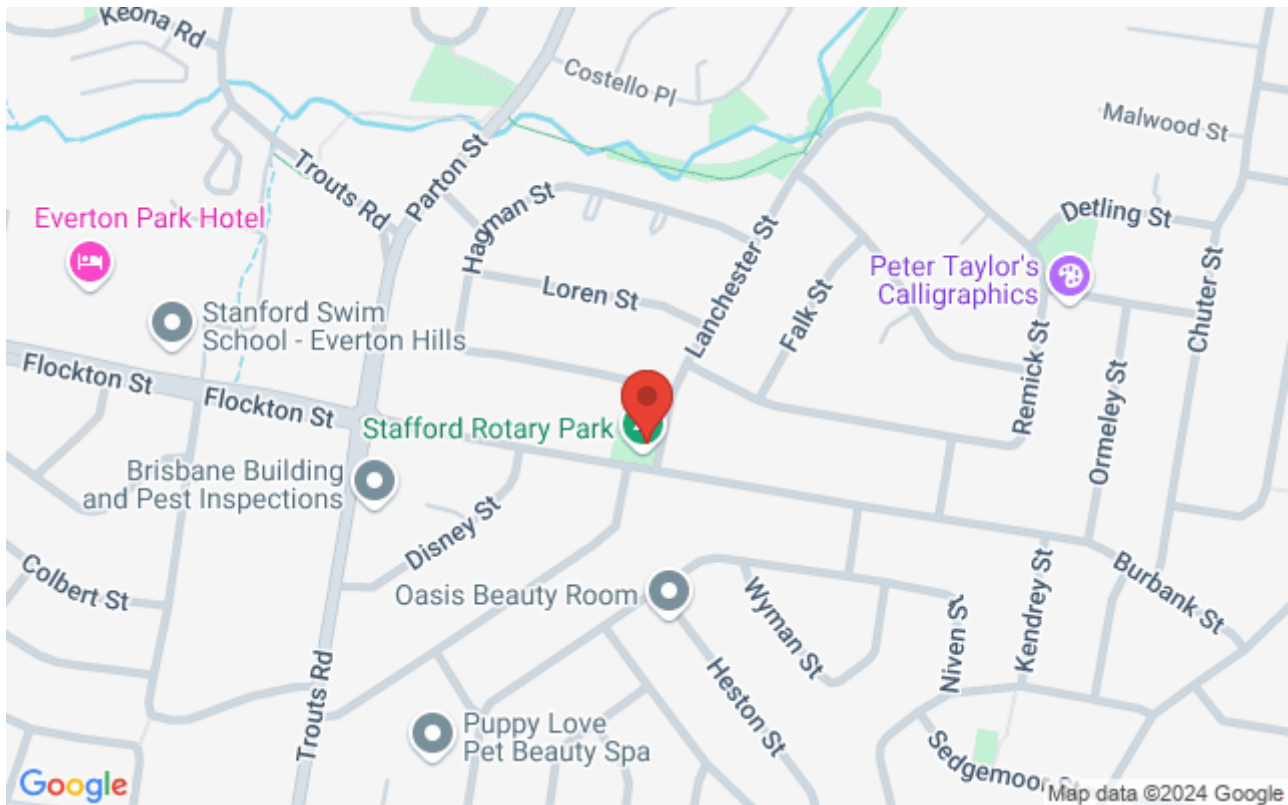 Keona Rd
Costello Pl
Malwood St
Trouts Rd
Parton St
Hagman St
Detling St
Everton Park Hotel
Lanchester St
Peter Taylor's
Calligraphics
Chuter St
Loren St
Falk St
Stanford Swim
School - Everton Hills
Remick St
Flockton St
Flockton St
Ormeley St
Stafford Rotary Park
Brisbane Building
and Pest Inspections
Disney St
Colbert St
Oasis Beauty Room
Wyman St
Niven St
Kendrey St
Burbank St
Trouts Rd
Heston St
Puppy Love
Pet Beauty Spa
Sedgemoor St
Google
Map data ©2024 Google